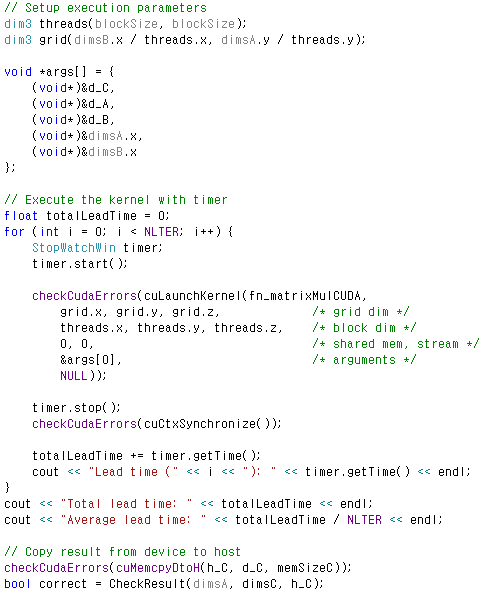 // Setup execution parameters
dim3 threads(blockSize, blockSize);
dim3 grid(dimsB.x / threads.x, dimsA.y / threads.y);

void *args[] = {
    (void*)&d_C,
    (void*)&d_A,
    (void*)&d_B,
    (void*)&dimsA.x,
    (void*)&dimsB.x
};

// Execute the kernel with timer
float totalLeadTime = 0;
for (int i = 0; i < NLTER; i++) {
    StopWatchWin timer;
    timer.start();

    checkCudaErrors(cuLaunchKernel(fn_matrixMulCUDA,
        grid.x, grid.y, grid.z,            /* grid dim */
        threads.x, threads.y, threads.z,   /* block dim */
        0, 0,                              /* shared mem, stream */
        &args[0],                          /* arguments */
        NULL));

    timer.stop();
    checkCudaErrors(cuCtxSynchronize());

    totalLeadTime += timer.getTime();
    cout << "Lead time (" << i << "): " << timer.getTime() << endl;
}
cout << "Total lead time: " << totalLeadTime << endl;
cout << "Average lead time: " << totalLeadTime / NLTER << endl;

// Copy result from device to host
checkCudaErrors(cuMemcpyDtoH(h_C, d_C, memSizeC));
bool correct = CheckResult(dimsA, dimsC, h_C);